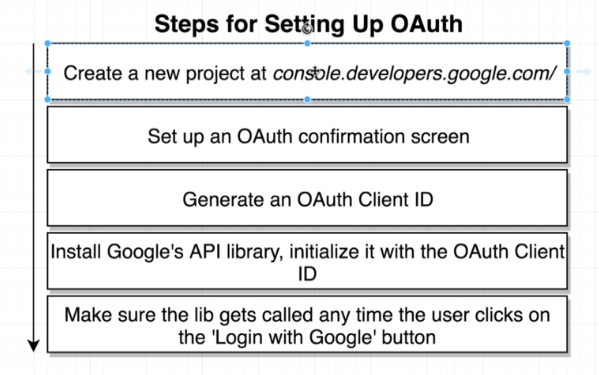 Steps for Setting Up OAuth
Create a new project at console.developers.google.com/
Set up an OAuth confirmation screen
Generate an OAuth Client ID
Install Google's API library, initialize it with the OAuth Client
ID
Make sure the lib gets called any time the user clicks on
the 'Login with Google' button